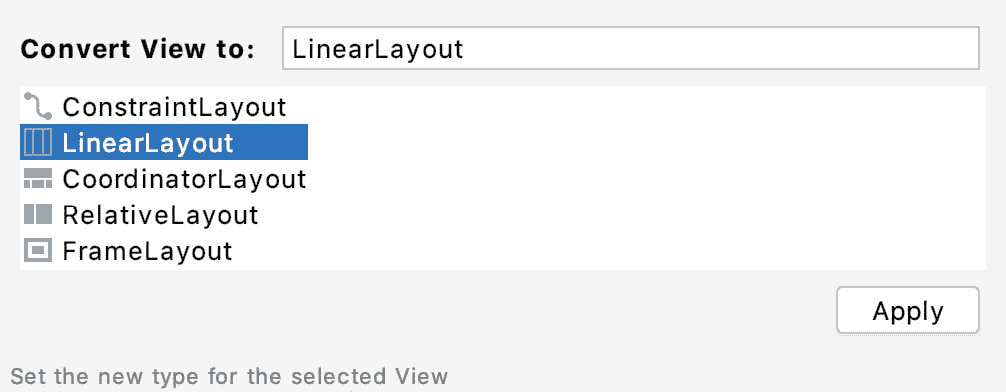 Convert View to: LinearLayout
ConstraintLayout
LinearLayout
CoordinatorLayout
RelativeLayout
FrameLayout
Apply
Set the new type for the selected View